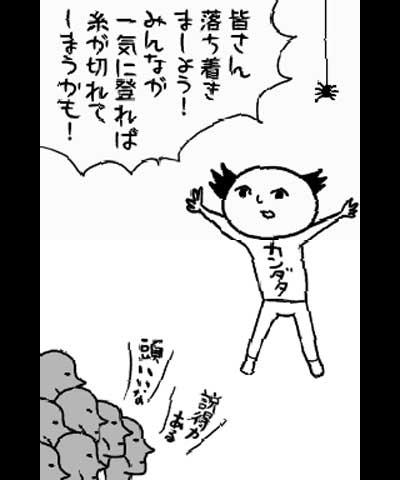 皆さん
落ち着き
ましょう！
みんなが
一気に登れば
糸が切れて
しまうかも！
カンダタ
頭いいな
説得力
ある